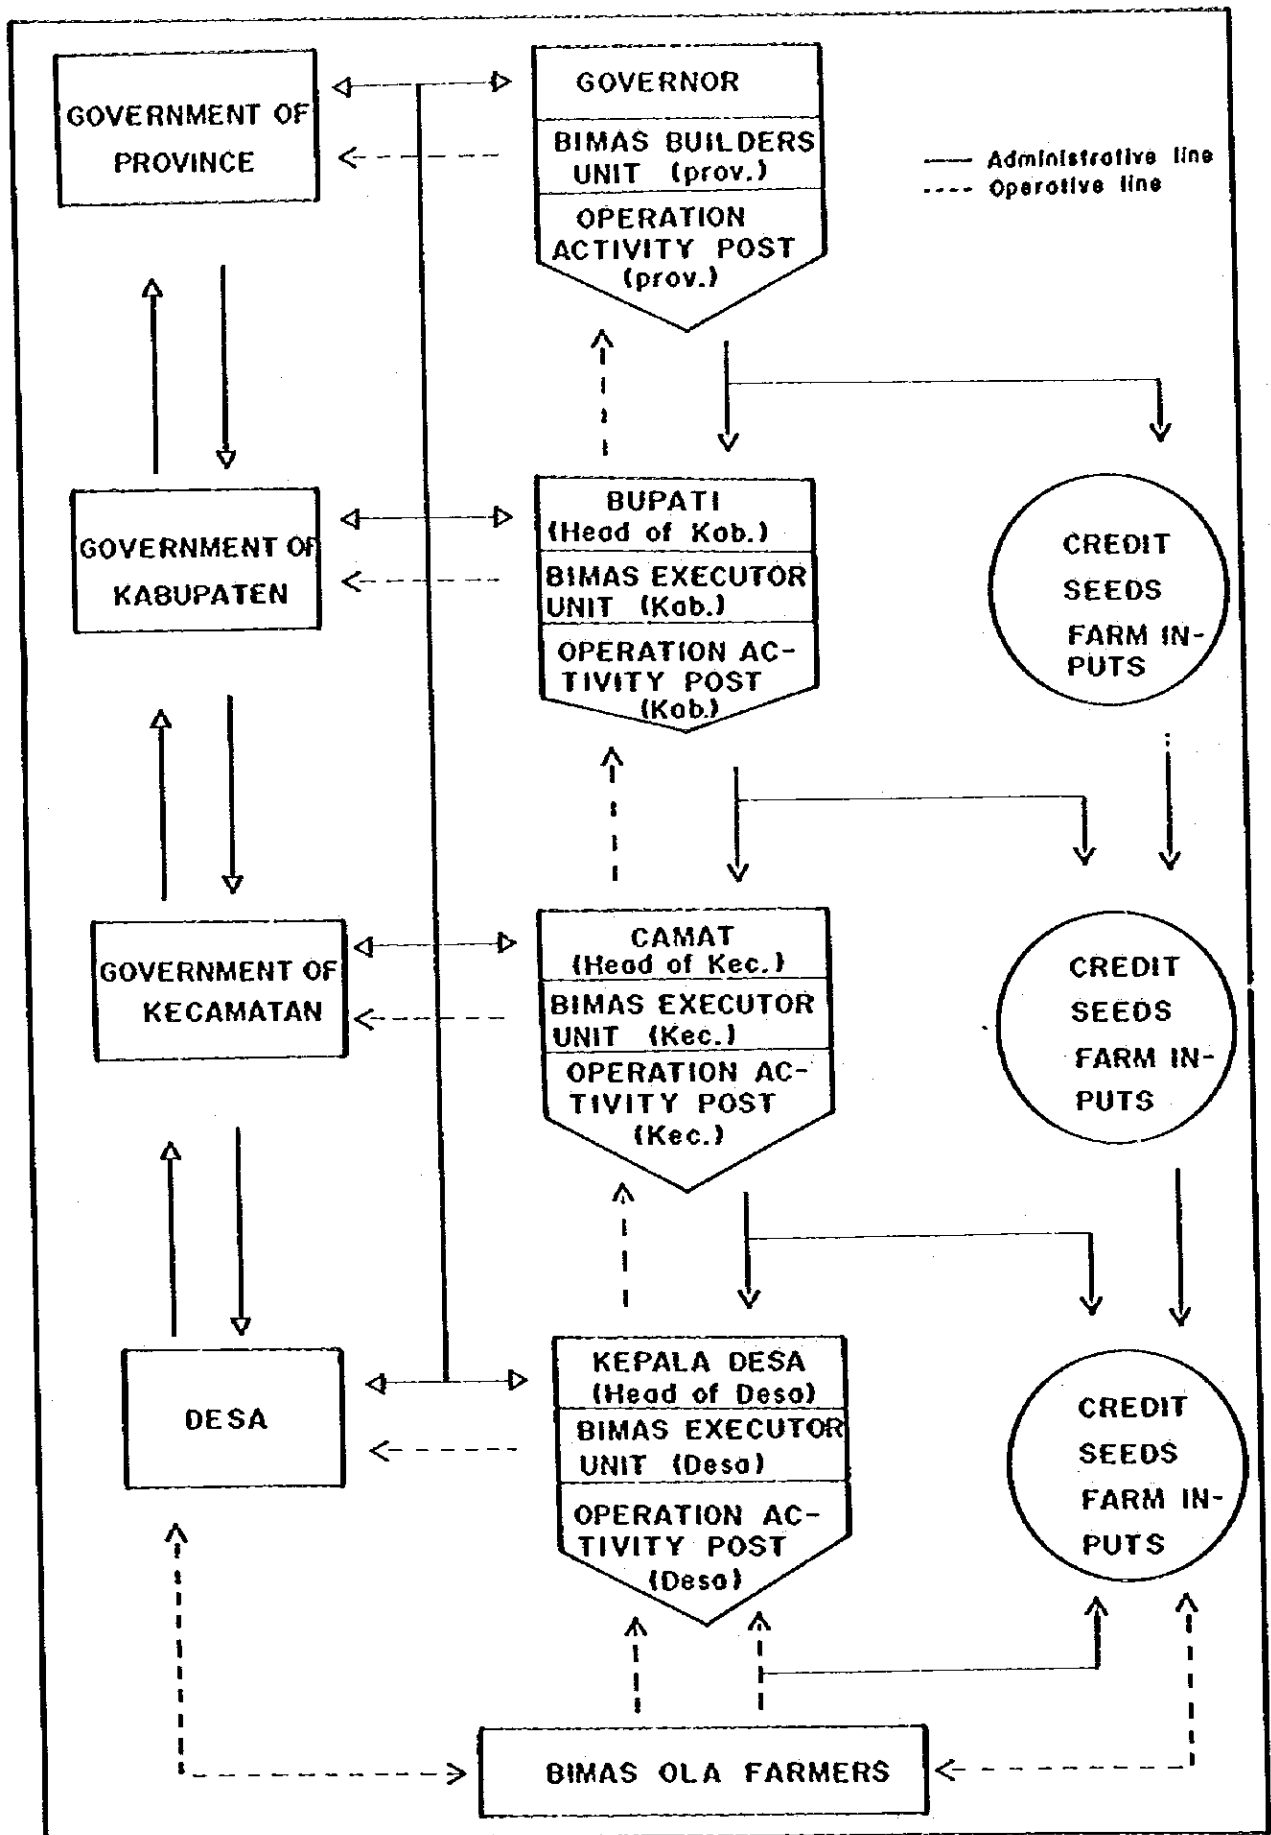 GOVERNMENT OF
PROVINCE
GOVERNOR
BIMAS BUILDERS
UNIT (prov.)
OPERATION
ACTIVITY POST
(prov.)
Administrative line
Operative line
GOVERNMENT OF
KABUPATEN
BUPATI
(Head of Kab.)
BIMAS EXECUTOR
UNIT (Kab.)
OPERATION AC-
TIVITY POST
(Kab.)
CREDIT
SEEDS
FARM IN-
PUTS
GOVERNMENT OF
KECAMATAN
CAMAT
(Head of Kec.)
BIMAS EXECUTOR
UNIT (Kec.)
OPERATION AC-
TIVITY POST
(Kec.)
CREDIT
SEEDS
FARM IN-
PUTS
DESA
KEPALA DESA
(Head of Desa)
BIMAS EXECUTOR
UNIT (Desa)
OPERATION AC-
TIVITY POST
(Desa)
CREDIT
SEEDS
FARM IN-
PUTS
BIMAS OLA FARMERS